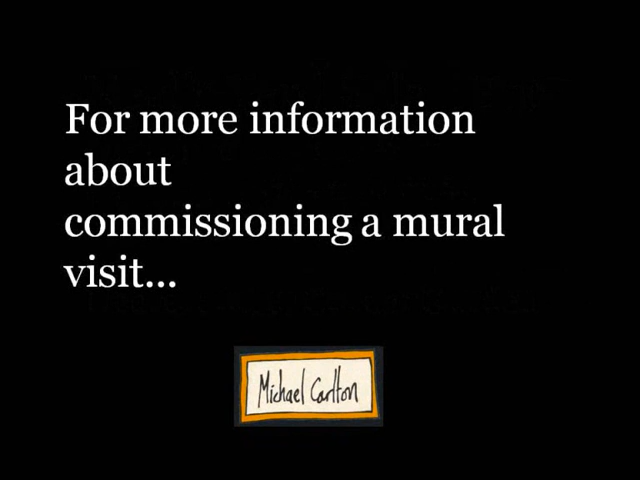 For more information
about
commissioning a mural
visit...
Michael Carlton